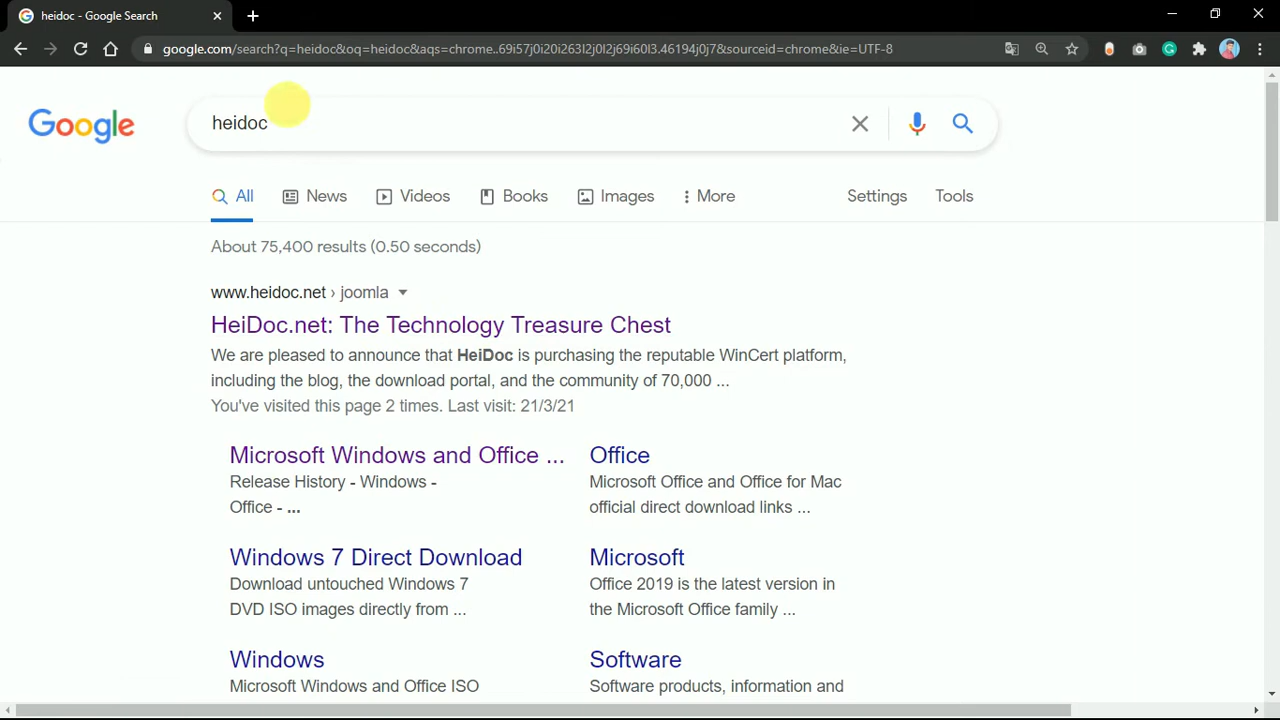 heidoc - Google Search
google.com/search?q=heidoc&oq=heidoc&aqs=chrome..69i57j0i20i263l2j0l2j69i60l3.46194j0j7&sourceid=chrome&ie=UTF-8
Google
heidoc
All News Videos Books Images More Settings Tools
About 75,400 results (0.50 seconds)
www.heidoc.net › joomla
HeiDoc.net: The Technology Treasure Chest
We are pleased to announce that HeiDoc is purchasing the reputable WinCert platform,
including the blog, the download portal, and the community of 70,000 ...
You've visited this page 2 times. Last visit: 21/3/21
Microsoft Windows and Office ...
Release History - Windows -
Office - ...
Office
Microsoft Office and Office for Mac
official direct download links ...
Windows 7 Direct Download
Download untouched Windows 7
DVD ISO images directly from ...
Microsoft
Office 2019 is the latest version in
the Microsoft Office family ...
Windows
Microsoft Windows and Office ISO
Software
Software products, information and